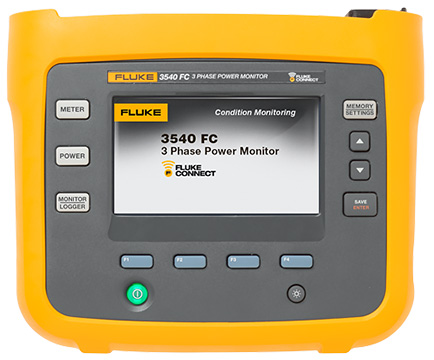 FLUKE 3540 FC 3 PHASE POWER MONITOR FLUKE CONNECT
METER
POWER
MONITOR
LOGGER
FLUKE Condition Monitoring
3540 FC
3 Phase Power Monitor
FLUKE
CONNECT
MEMORY
SETTINGS
SAVE
ENTER
F1 F2 F3 F4